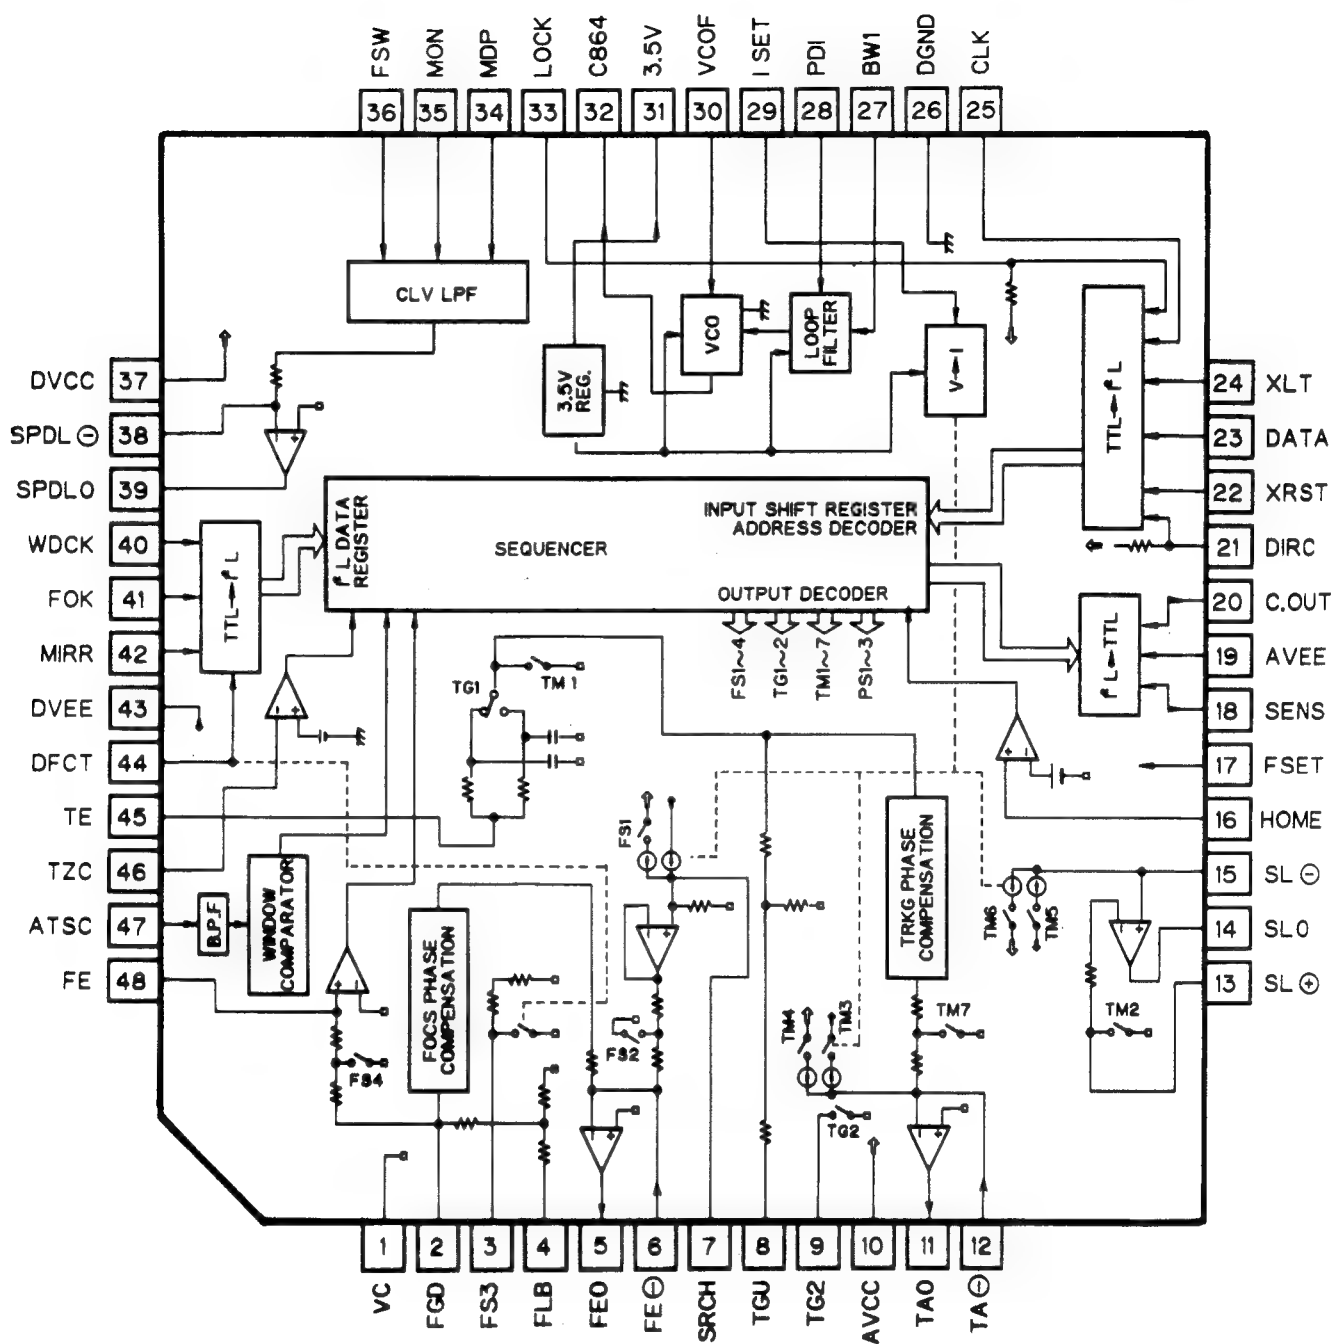 FSW MON MDP LOCK C864 3.5V VCOF I SET PDI BW1 DGND CLK
36 35 34 33 32 31 30 29 28 27 26 25
CLV LPF
3.5V REG.
VCO
LOOP FILTER
V→I
TTL→I²L
DVCC 37
SPDL⊖ 38
SPDLO 39
WDCK 40
FOK 41
MIRR 42
DVEE 43
DFCT 44
TE 45
TZC 46
ATSC 47
FE 48
24 XLT
23 DATA
22 XRST
21 DIRC
20 C.OUT
19 AVEE
18 SENS
17 FSET
16 HOME
15 SL⊖
14 SLO
13 SL⊕
TTL→I²L
I²L DATA REGISTER
SEQUENCER
INPUT SHIFT REGISTER
ADDRESS DECODER
OUTPUT DECODER
I²L→TTL
FS1~4
TG1~2
TM1~7
PS1~3
TG1
TM1
FS1
B.P.F
WINDOW COMPARATOR
FOCS PHASE COMPENSATION
TRKG PHASE COMPENSATION
TM6
TM5
FS4
FS2
TM4
TM3
TM7
TM2
TG2
1 2 3 4 5 6 7 8 9 10 11 12
VC FGD FS3 FLB FEO FE⊖ SRCH TGU TG2 AVCC TAO TA⊖